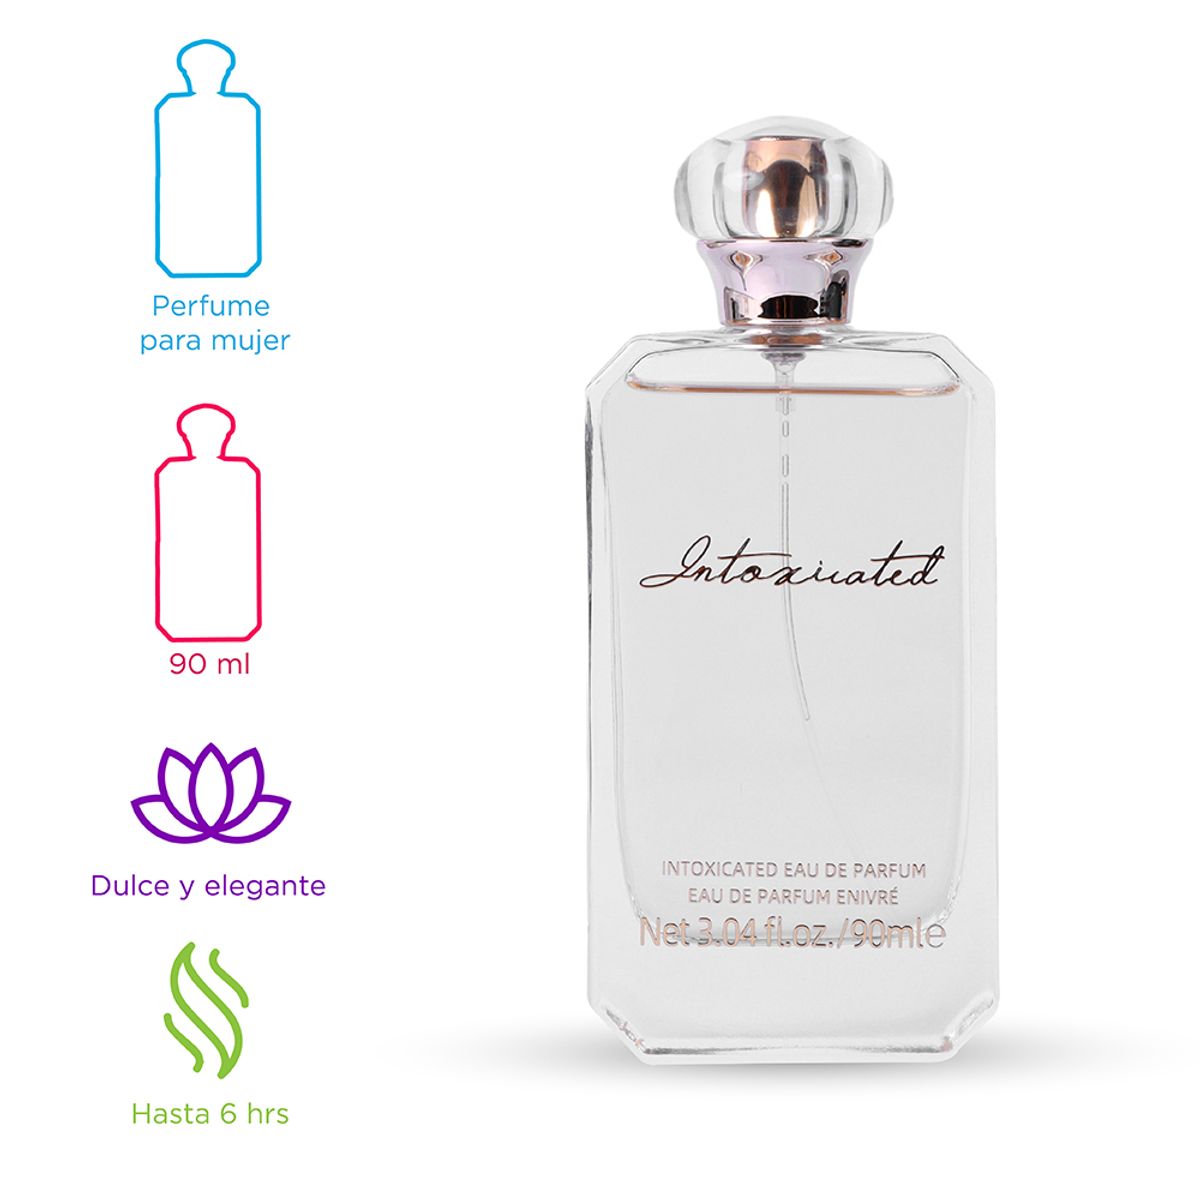 Perfume
para mujer
90 ml
Dulce y elegante
Hasta 6 hrs
Intoxicated
INTOXICATED EAU DE PARFUM
EAU DE PARFUM ENIVRÉ
Net 3.04 fl.oz./90ml℮